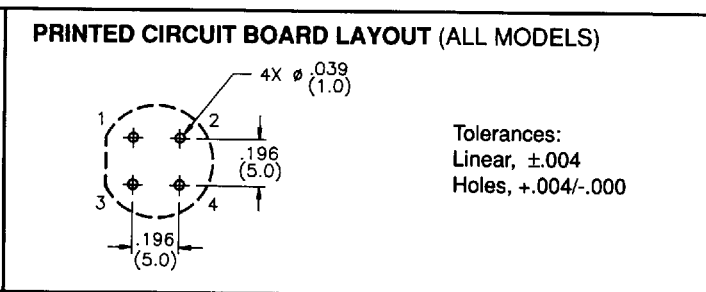 PRINTED CIRCUIT BOARD LAYOUT (ALL MODELS)
4X ø .039
(1.0)
1
2
.196
(5.0)
3
4
.196
(5.0)
Tolerances:
Linear, ±.004
Holes, +.004/-.000